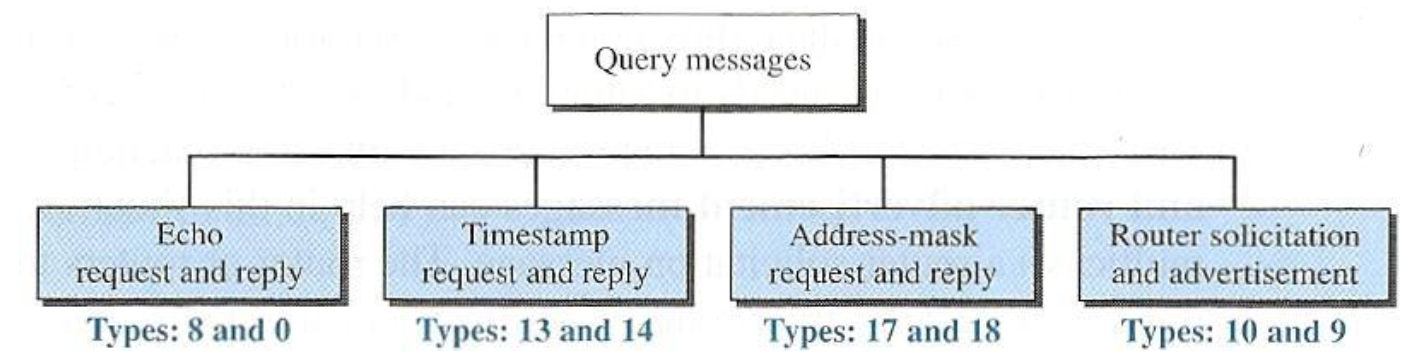 Query messages
Echo
request and reply
Timestamp
request and reply
Address-mask
request and reply
Router solicitation
and advertisement
Types: 8 and 0
Types: 13 and 14
Types: 17 and 18
Types: 10 and 9